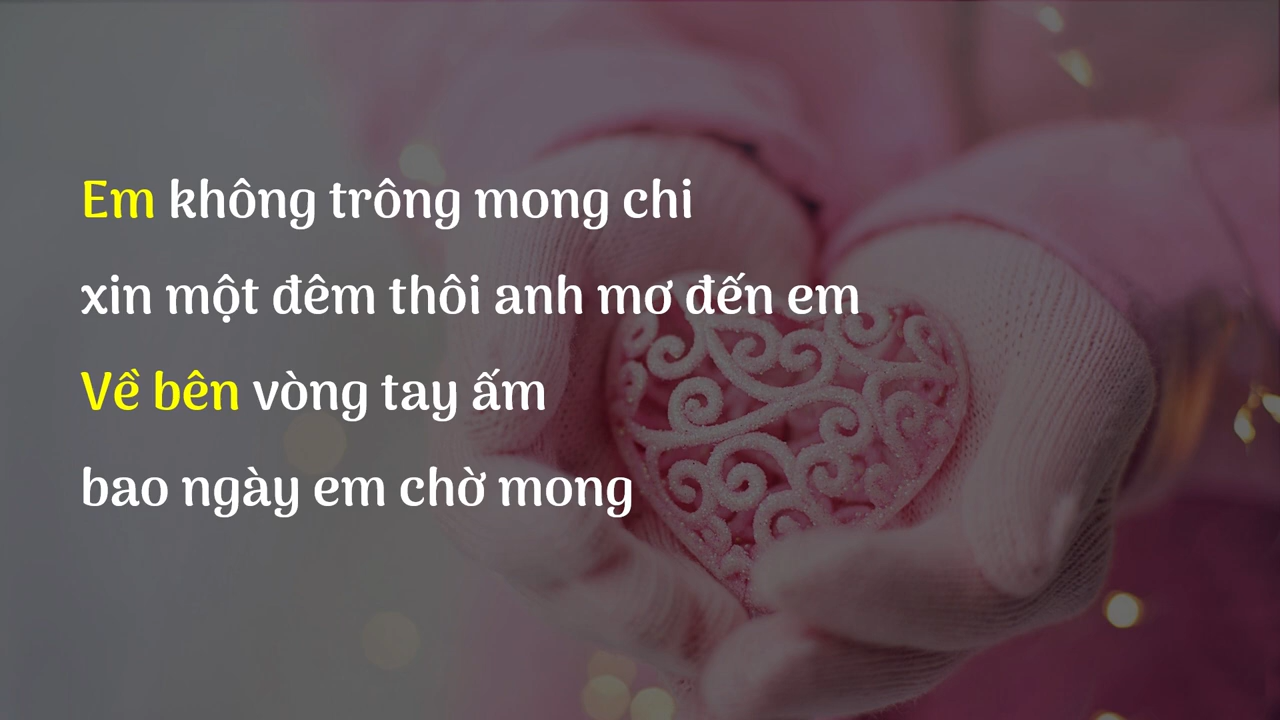 Em không trông mong chi
xin một đêm thôi anh mơ đến em
Về bên vòng tay ấm
bao ngày em chờ mong